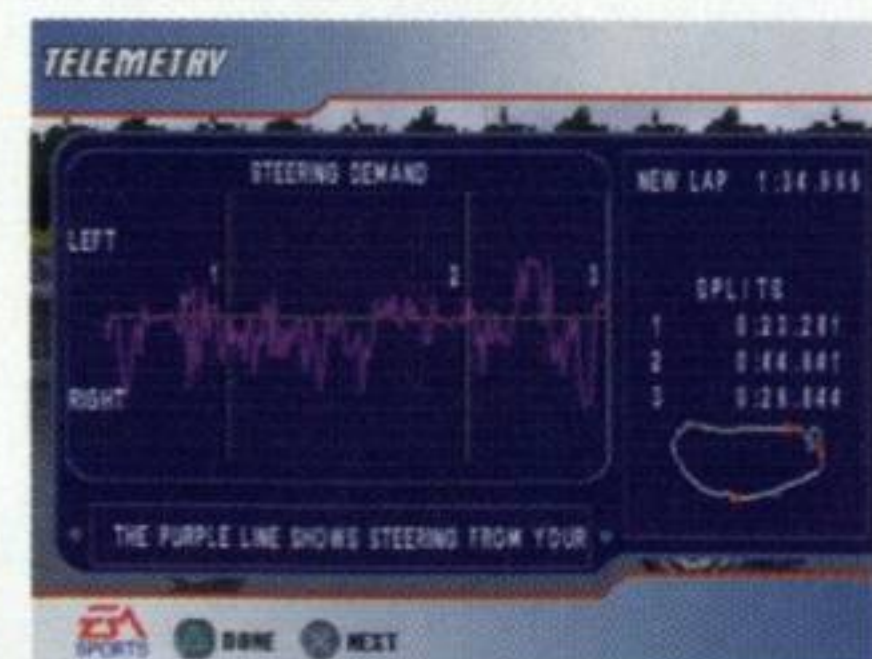 TELEMETRY
STEERING DEMAND
NEW LAP
LEFT
1
2
3
SPLITS
1
2
3
RIGHT
THE PURPLE LINE SHOWS STEERING FROM YOUR
EA
SPORTS
DONE
NEXT